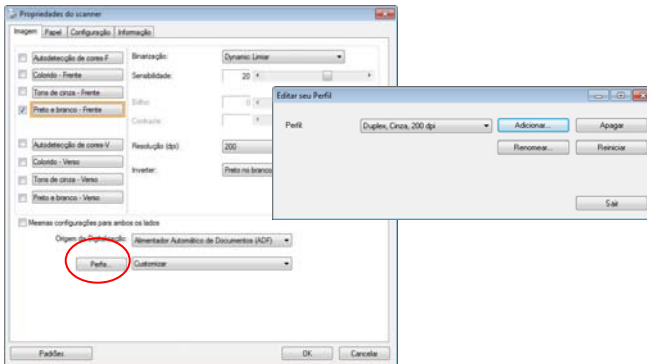 Propriedades do scanner
Imagem Papel Configuração Informação
Autodetecção de cores-F
Colorido - Frente
Tons de cinza - Frente
Preto e branco - Frente
Autodetecção de cores-V
Colorido - Verso
Tons de cinza - Verso
Preto e branco - Verso
Binarização: Dynamic Limiar
Sensibilidade: 20
Brilho: 0
Contraste:
Resolução (dpi): 200
Inverter: Preto no branco
Mesmas configurações para ambos os lados
Origem da Digitalização: Alimentador Automático de Documentos (ADF)
Perfis... Customizar
Padrões
OK Cancelar
Editar seu Perfil
Perfil: Duplex, Cinza, 200 dpi
Adicionar... Apagar
Renomear... Reiniciar
Sair